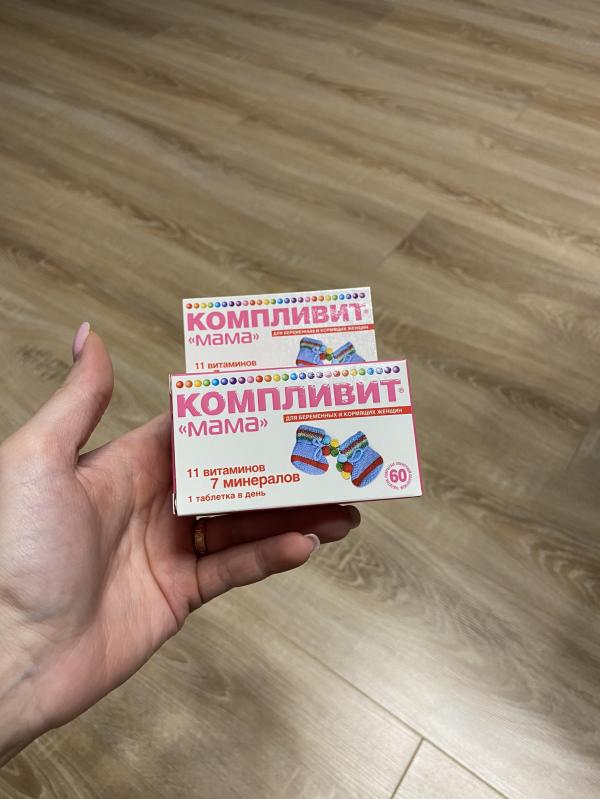 КОМПЛИВИТ®
«мама»
ДЛЯ БЕРЕМЕННЫХ И КОРМЯЩИХ ЖЕНЩИН
11 витаминов
КОМПЛИВИТ®
«мама»
ДЛЯ БЕРЕМЕННЫХ И КОРМЯЩИХ ЖЕНЩИН
11 витаминов
7 минералов
1 таблетка в день
60